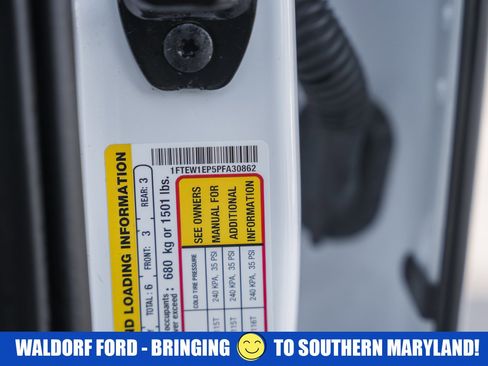 1FTEW1EP5PFA30862
LOADING INFORMATION
TOTAL: 6 FRONT: 3 REAR: 3
occupants: 680 kg or 1501 lbs.
exceed:
SEE OWNERS
MANUAL FOR
ADDITIONAL
INFORMATION
COLD TIRE PRESSURE
240 KPA, 35 PSI
240 KPA, 35 PSI
240 KPA, 35 PSI
WALDORF FORD - BRINGING 🙂 TO SOUTHERN MARYLAND!